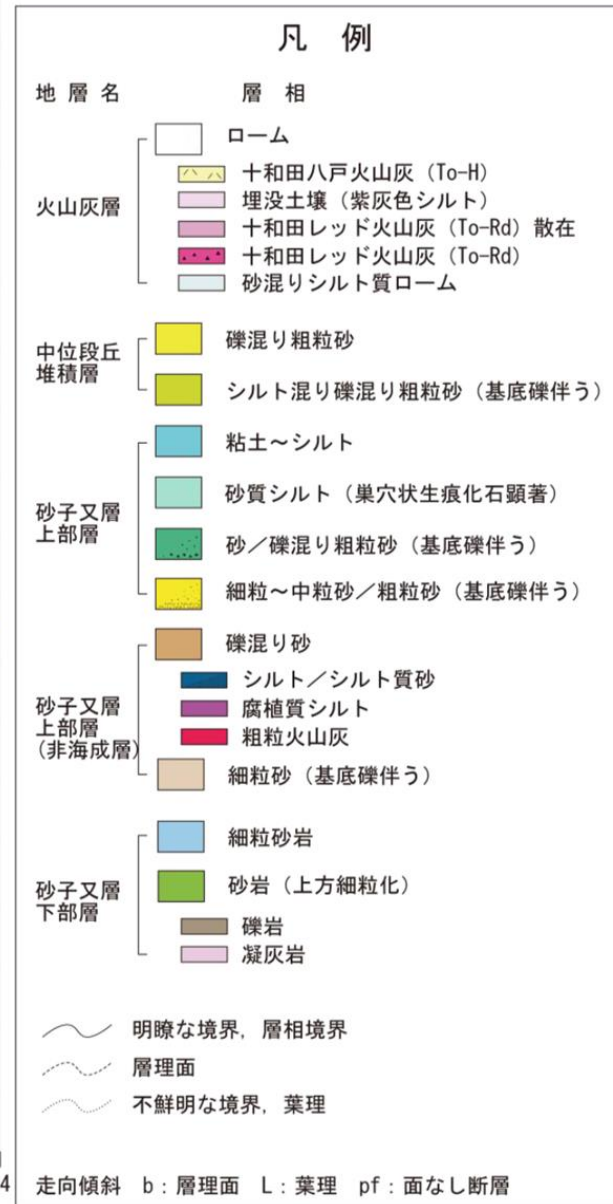 凡 例
地 層 名 層 相
火山灰層
ローム
十和田八戸火山灰（To-H）
埋没土壌（紫灰色シルト）
十和田レッド火山灰（To-Rd）散在
十和田レッド火山灰（To-Rd）
砂混りシルト質ローム
中位段丘
堆積層
礫混り粗粒砂
シルト混り礫混り粗粒砂（基底礫伴う）
砂子又層
上部層
粘土～シルト
砂質シルト（巣穴状生痕化石顕著）
砂／礫混り粗粒砂（基底礫伴う）
細粒～中粒砂／粗粒砂（基底礫伴う）
砂子又層
上部層
(非海成層)
礫混り砂
シルト／シルト質砂
腐植質シルト
粗粒火山灰
細粒砂（基底礫伴う）
砂子又層
下部層
細粒砂岩
砂岩（上方細粒化）
礫岩
凝灰岩
明瞭な境界，層相境界
層理面
不鮮明な境界，葉理
4
走向傾斜 b：層理面 L：葉理 pf：面なし断層